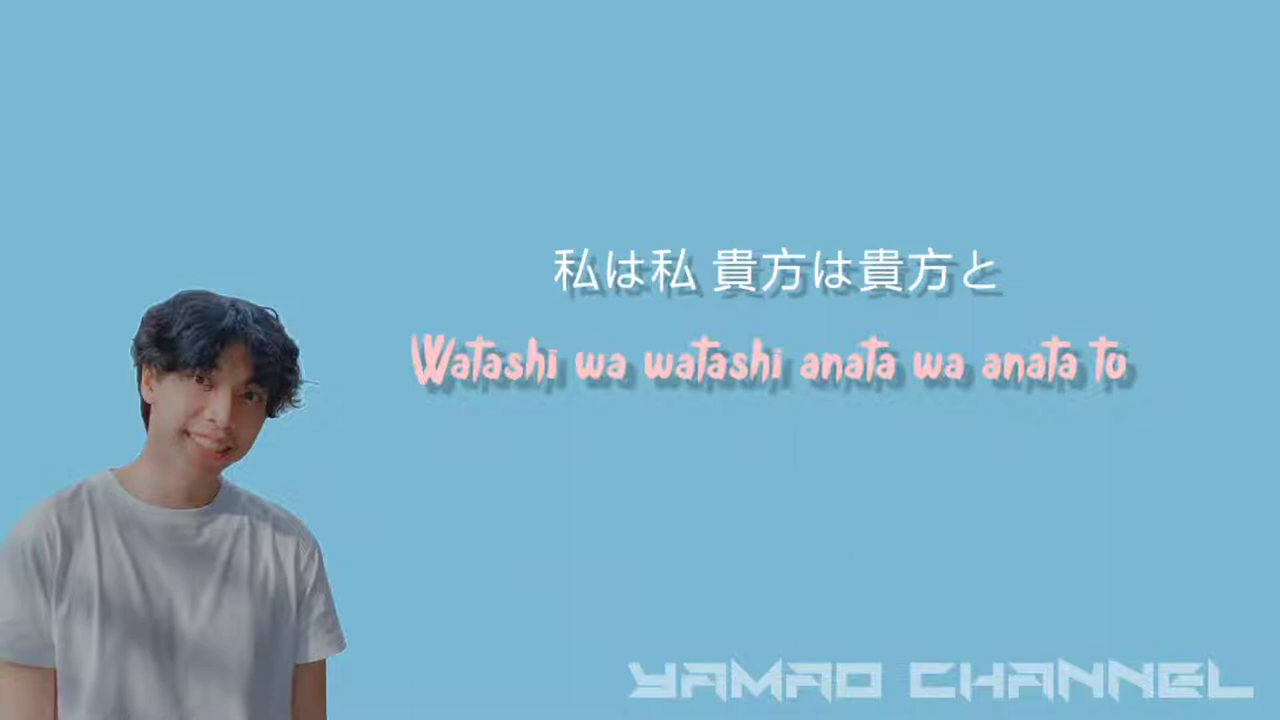 私は私 貴方は貴方と
Watashi wa watashi anata wa anata to
YAMAO CHANNEL